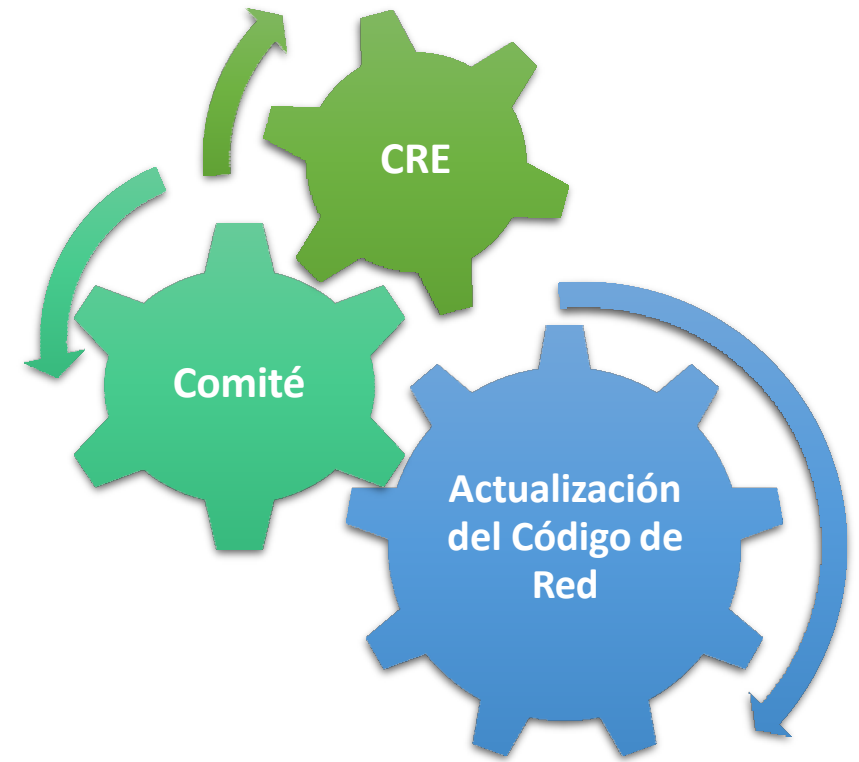 CRE
Comité
Actualización
del Código de
Red